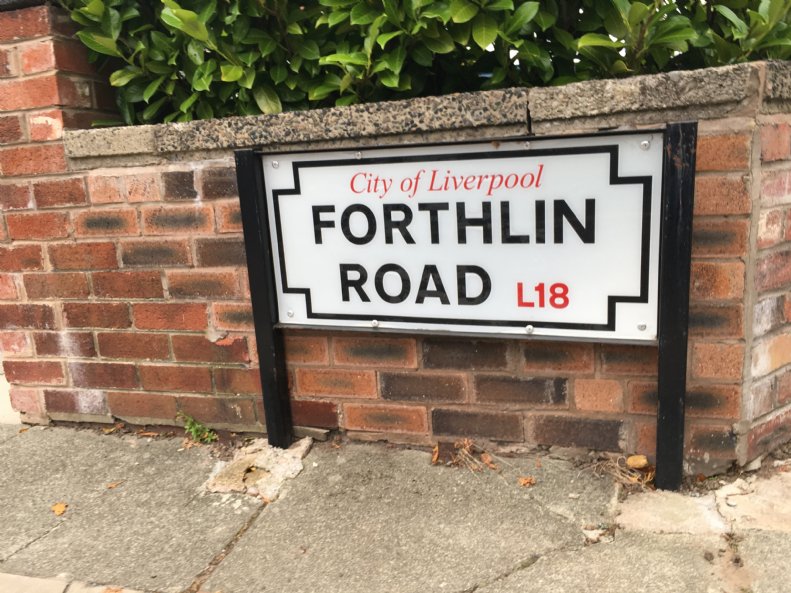 City of Liverpool
FORTHLIN
ROAD L18